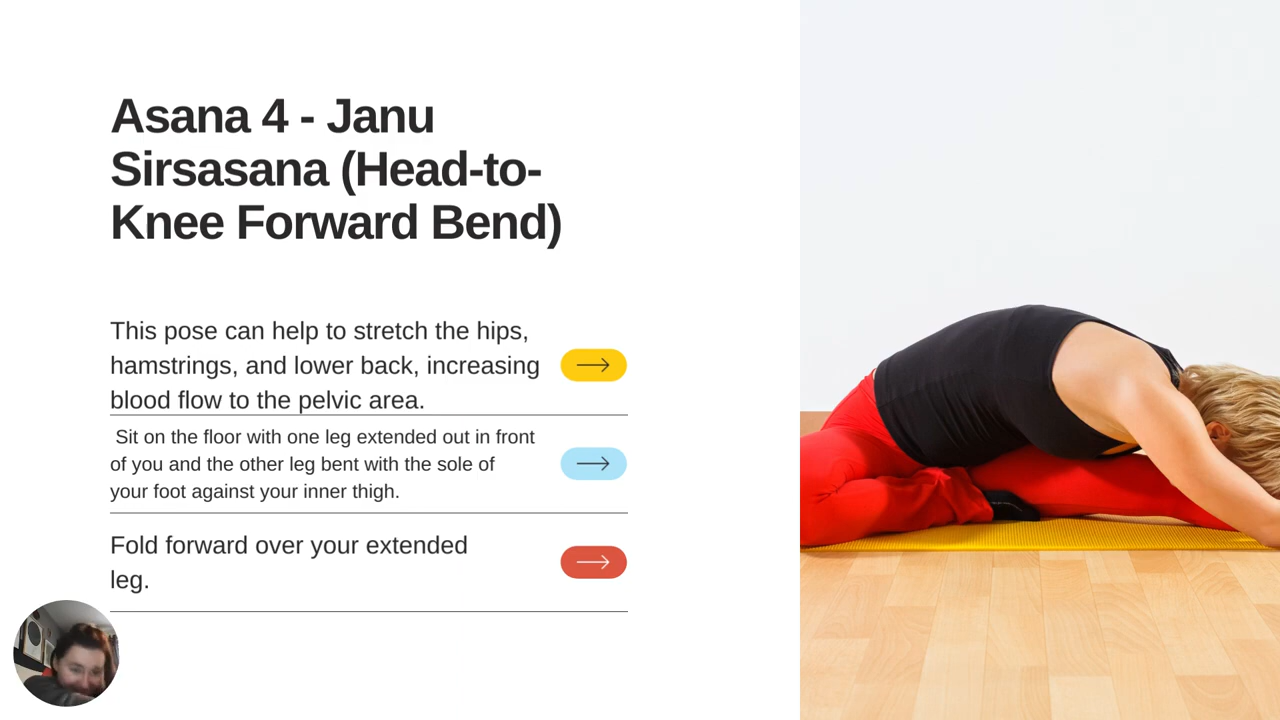 Asana 4 - Janu
Sirsasana (Head-to-
Knee Forward Bend)
This pose can help to stretch the hips,
hamstrings, and lower back, increasing
blood flow to the pelvic area.
Sit on the floor with one leg extended out in front
of you and the other leg bent with the sole of
your foot against your inner thigh.
Fold forward over your extended
leg.